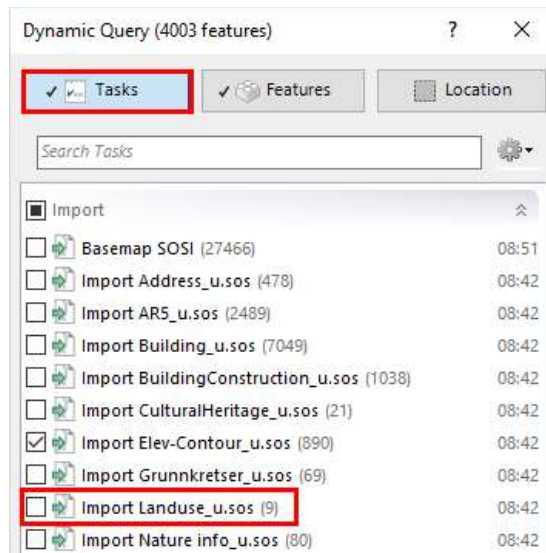 Dynamic Query (4003 features) ?
Tasks Features Location
Search Tasks
Import
Basemap SOSI (27466) 08:51
Import Address_u.sos (478) 08:42
Import AR5_u.sos (2489) 08:42
Import Building_u.sos (7049) 08:42
Import BuildingConstruction_u.sos (1038) 08:42
Import CulturalHeritage_u.sos (21) 08:42
Import Elev-Contour_u.sos (890) 08:42
Import Grunnkretser_u.sos (69) 08:42
Import Landuse_u.sos (9) 08:42
Import Nature info_u.sos (80) 08:42